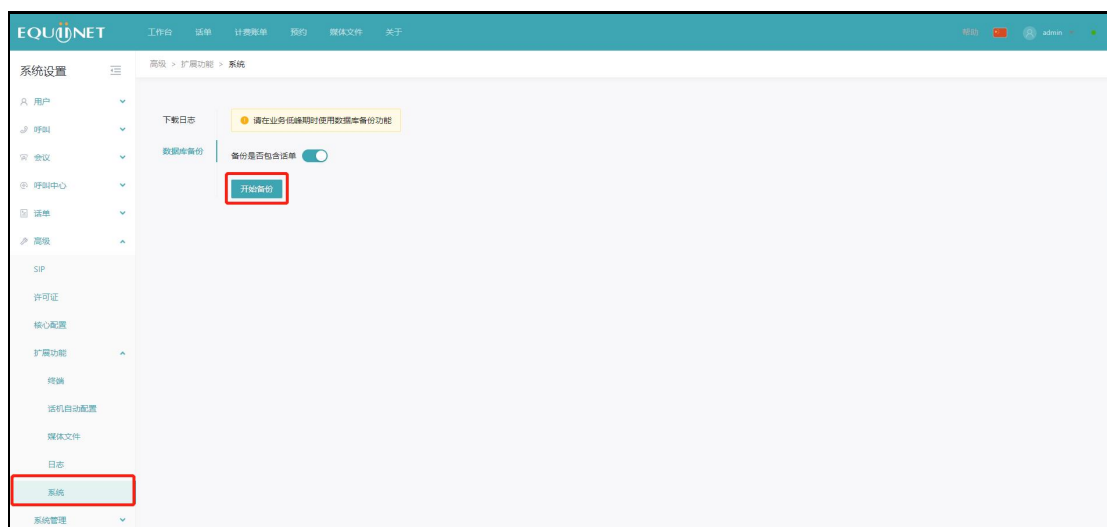 EQUIINET
工作台 话单 计费账单 预约 媒体文件 关于
帮助 admin
系统设置
高级 > 扩展功能 > 系统
用户
呼叫
会议
呼叫中心
话单
高级
SIP
许可证
核心配置
扩展功能
终端
话机自动配置
媒体文件
日志
系统
系统管理
下载日志
数据库备份
请在业务低峰期时使用数据库备份功能
备份是否包含话单
开始备份